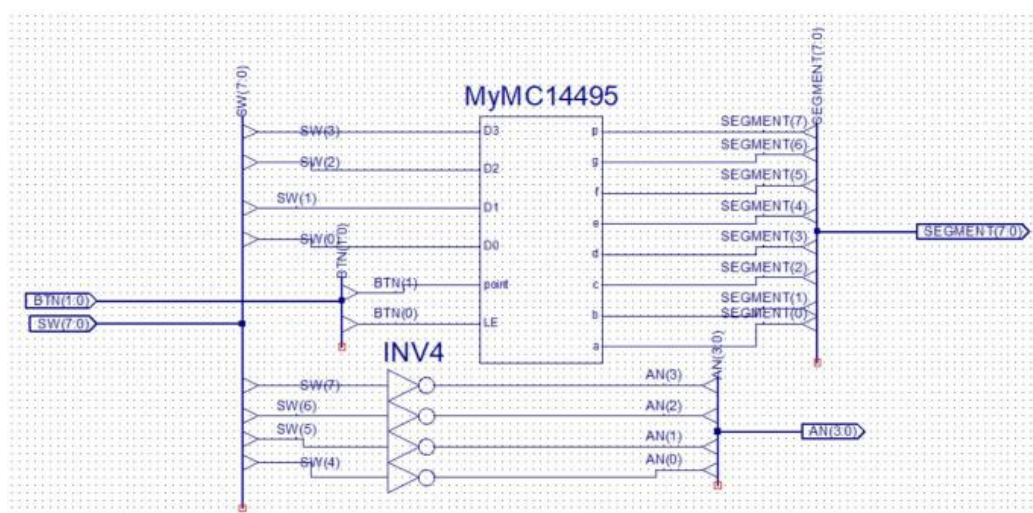 MyMC14495
SW(7:0)
SEGMENT(7:0)
SW(3) D3 p SEGMENT(7)
SW(2) D2 g SEGMENT(6)
SW(1) D1 f SEGMENT(5)
e SEGMENT(4)
SW(0) D0 d SEGMENT(3)
BTN(1:0)
BTN(1) point c SEGMENT(2)
BTN(0) LE b SEGMENT(1)
a SEGMENT(0)
SEGMENT(7:0)
BTN(1:0)
SW(7:0)
INV4
AN(3:0)
SW(7) AN(3)
SW(6) AN(2)
SW(5) AN(1)
SW(4) AN(0)
AN(3:0)